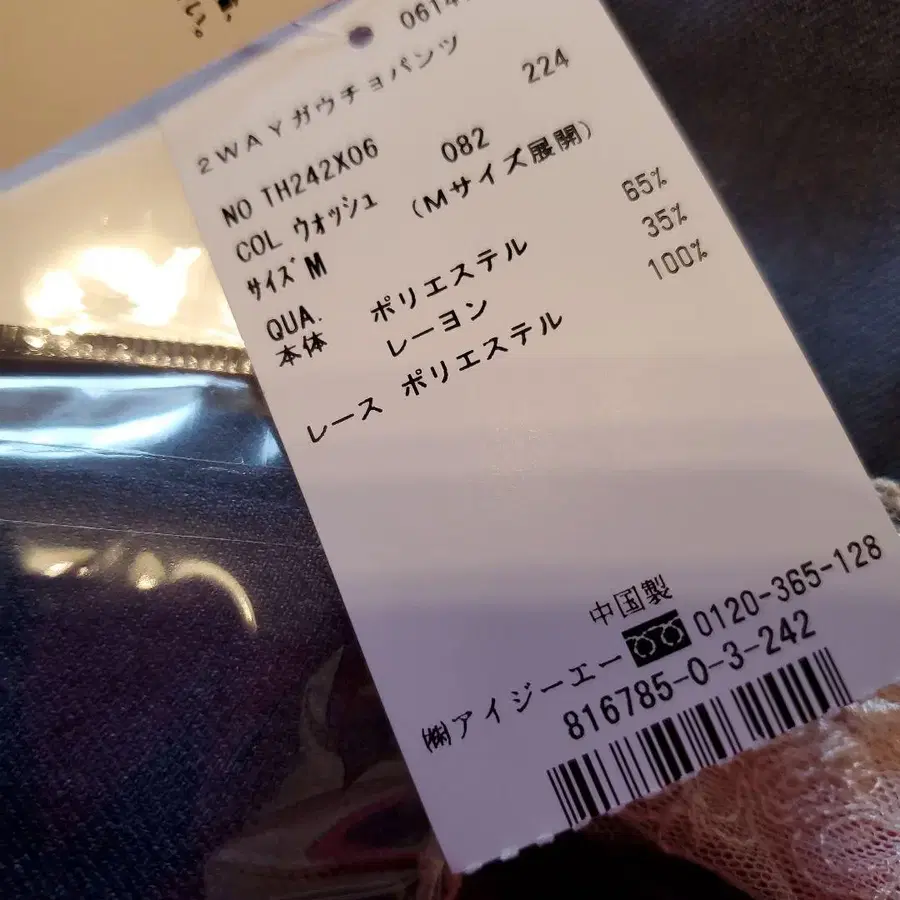 い。
0614
2WAYガウチョパンツ
224
NO TH242X06
COL ウォッシュ 082
サイズ M (Mサイズ展開)
QUA.
本体 ポリエステル 65%
レーヨン 35%
レース ポリエステル 100%
中国製
㈱アイジーエー 0120-365-128
816785-0-3-242